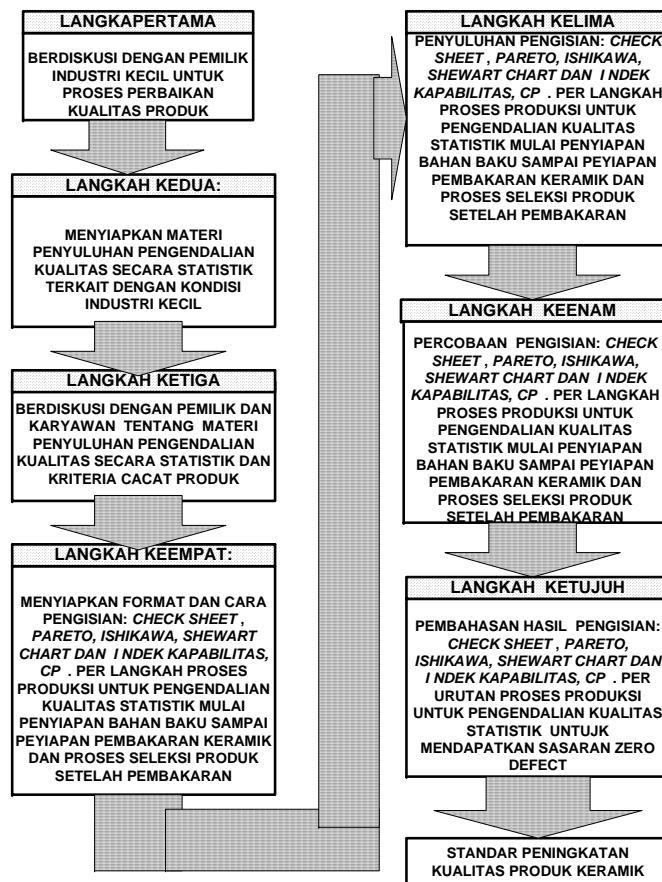 LANGKAPERTAMA
BERDISKUSI DENGAN PEMILIK
INDUSTRI KECIL UNTUK
PROSES PERBAIKAN
KUALITAS PRODUK
LANGKAH KEDUA:
MENYIAPKAN MATERI
PENYULUHAN PENGENDALIAN
KUALITAS SECARA STATISTIK
TERKAIT DENGAN KONDISI
INDUSTRI KECIL
LANGKAH KETIGA
BERDISKUSI DENGAN PEMILIK DAN
KARYAWAN TENTANG MATERI
PENYULUHAN PENGENDALIAN
KUALITAS SECARA STATISTIK DAN
KRITERIA CACAT PRODUK
LANGKAH KEEMPAT:
MENYIAPKAN FORMAT DAN CARA
PENGISIAN: CHECK SHEET ,
PARETO, ISHIKAWA, SHEWART
CHART DAN I NDEK KAPABILITAS,
CP . PER LANGKAH PROSES
PRODUKSI UNTUK PENGENDALIAN
KUALITAS STATISTIK MULAI
PENYIAPAN BAHAN BAKU SAMPAI
PEYIAPAN PEMBAKARAN KERAMIK
DAN PROSES SELEKSI PRODUK
SETELAH PEMBAKARAN
LANGKAH KELIMA
PENYULUHAN PENGISIAN: CHECK
SHEET , PARETO, ISHIKAWA,
SHEWART CHART DAN I NDEK
KAPABILITAS, CP . PER LANGKAH
PROSES PRODUKSI UNTUK
PENGENDALIAN KUALITAS
STATISTIK MULAI PENYIAPAN
BAHAN BAKU SAMPAI PEYIAPAN
PEMBAKARAN KERAMIK DAN
PROSES SELEKSI PRODUK
SETELAH PEMBAKARAN
LANGKAH KEENAM
PERCOBAAN PENGISIAN: CHECK
SHEET , PARETO, ISHIKAWA,
SHEWART CHART DAN I NDEK
KAPABILITAS, CP . PER LANGKAH
PROSES PRODUKSI UNTUK
PENGENDALIAN KUALITAS
STATISTIK MULAI PENYIAPAN
BAHAN BAKU SAMPAI PEYIAPAN
PEMBAKARAN KERAMIK DAN
PROSES SELEKSI PRODUK
SETELAH PEMBAKARAN
LANGKAH KETUJUH
PEMBAHASAN HASIL PENGISIAN:
CHECK SHEET , PARETO,
ISHIKAWA, SHEWART CHART DAN
I NDEK KAPABILITAS, CP . PER
URUTAN PROSES PRODUKSI
UNTUK PENGENDALIAN KUALITAS
STATISTIK UNTUJK
MENDAPATKAN SASARAN ZERO
DEFECT
STANDAR PENINGKATAN
KUALITAS PRODUK KERAMIK